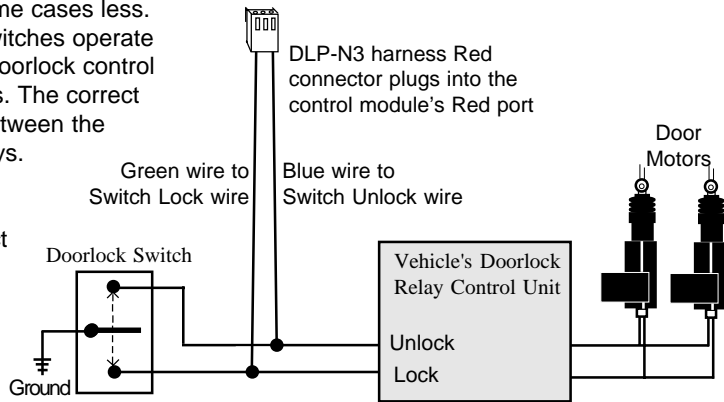 me cases less.
vitches operate
oorlock control
s. The correct
tween the
ys.
ct
DLP-N3 harness Red
connector plugs into the
control module's Red port
Green wire to
Switch Lock wire
Blue wire to
Switch Unlock wire
Door
Motors
Doorlock Switch
Ground
Vehicle's Doorlock
Relay Control Unit
Unlock
Lock